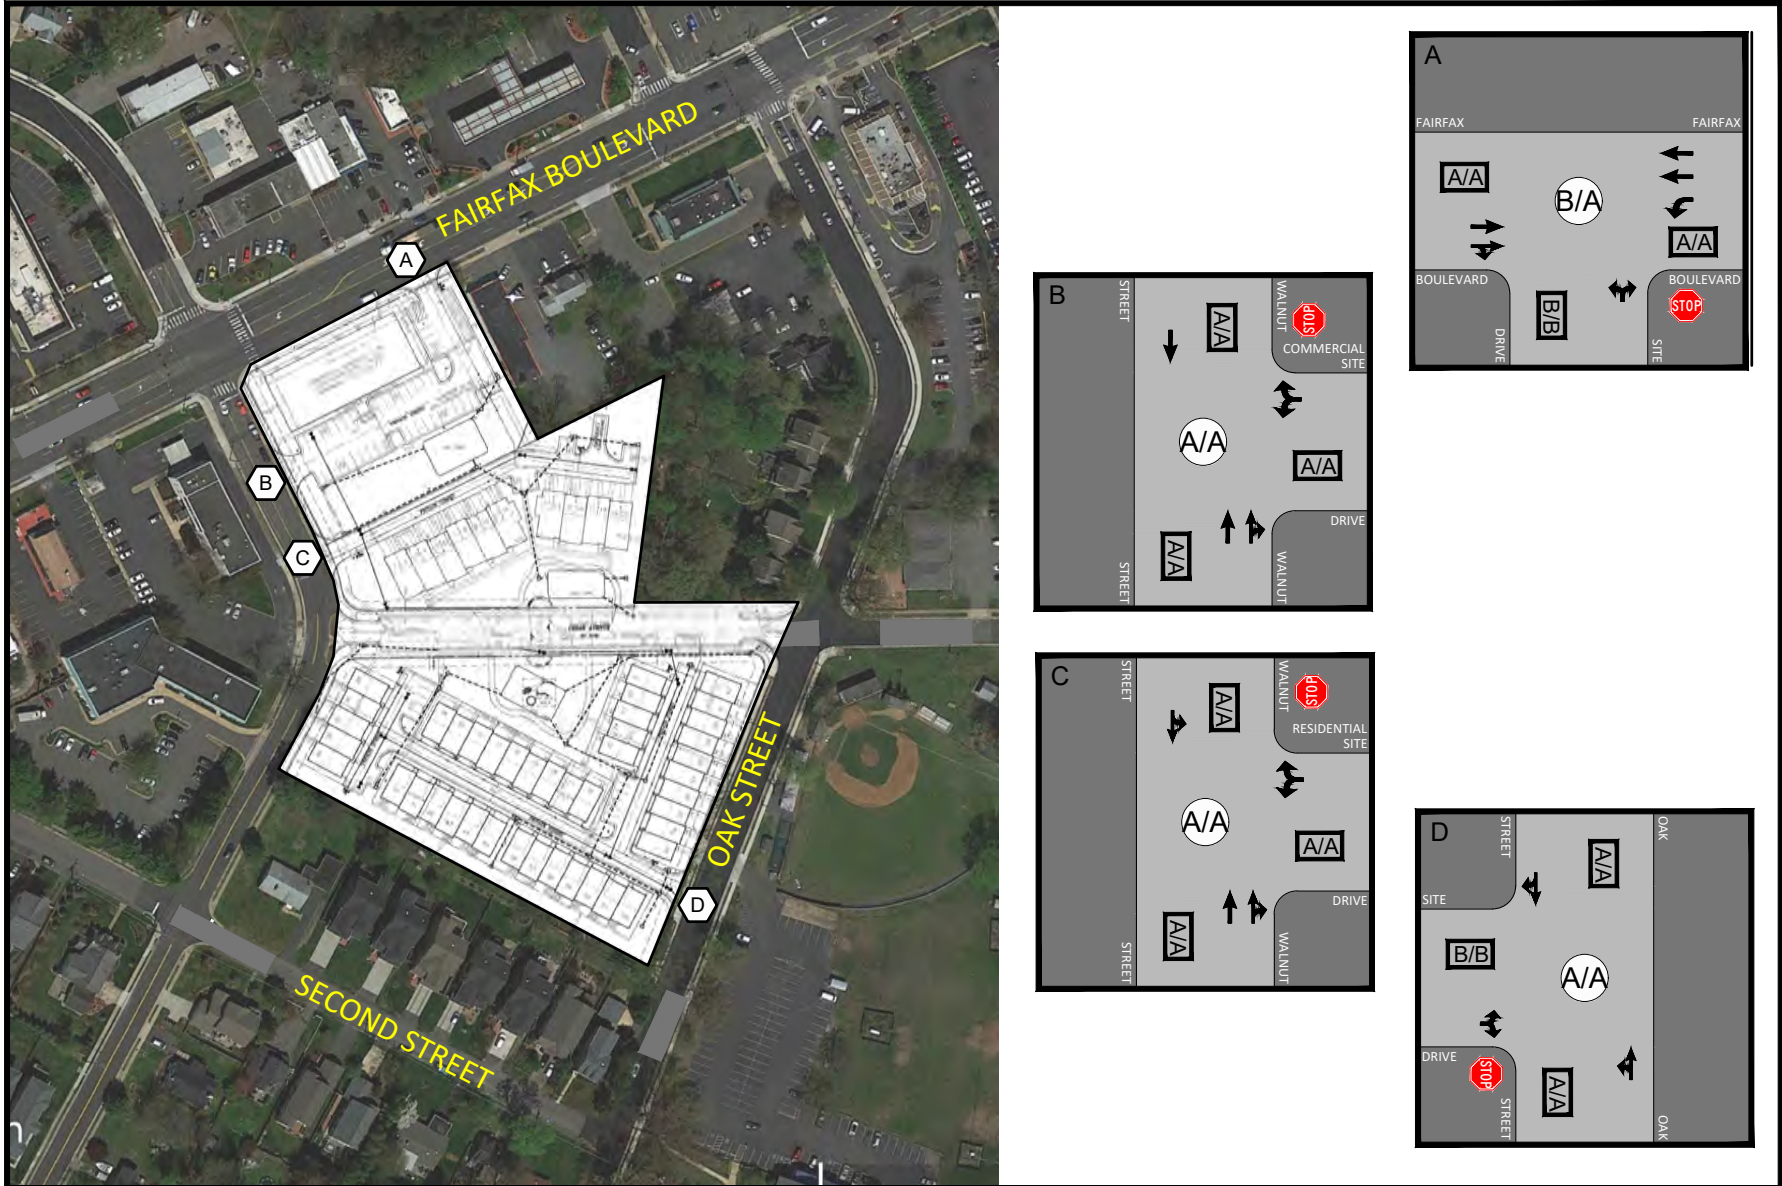 FAIRFAX BOULEVARD
A
B
C
OAK STREET
D
SECOND STREET
n
A
FAIRFAX
FAIRFAX
A/A
B/A
A/A
BOULEVARD
BOULEVARD
STOP
B/B
DRIVE
SITE
B
STREET
WALNUT
STOP
A/A
COMMERCIAL
SITE
A/A
A/A
DRIVE
A/A
STREET
WALNUT
C
STREET
WALNUT
STOP
A/A
RESIDENTIAL
SITE
A/A
A/A
DRIVE
A/A
STREET
WALNUT
D
STREET
OAK
A/A
SITE
B/B
A/A
DRIVE
STOP
A/A
STREET
OAK